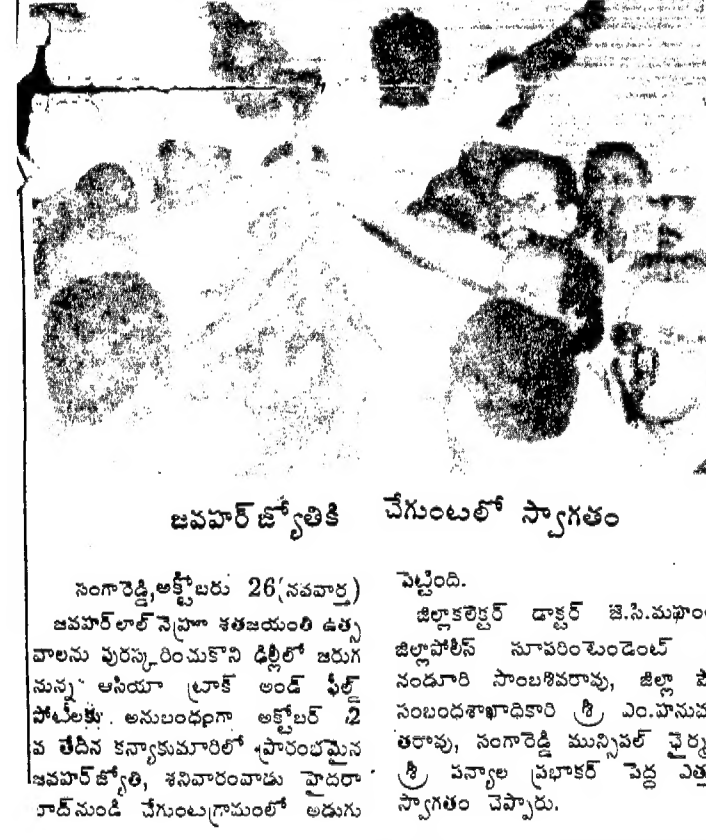 జవహర్ జ్యోతికి చేగుంటలో స్వాగతం
సంగారెడ్డి,అక్టోబరు 26(నవవార్త)
జవహర్‌లాల్ నెహ్రూ శతజయంతి ఉత్స
వాలను పురస్కరించుకొని ఢిల్లీలో జరుగ
నున్న ఆసియా ట్రాక్ అండ్ ఫీల్డ్
పోటీలకు అనుబంధంగా అక్టోబర్ 2
వ తేదీన కన్యాకుమారిలో ప్రారంభమైన
జవహర్‌జ్యోతి, శనివారంనాడు హైదరా
బాద్‌నుండి చేగుంటగ్రామంలో అడుగు
పెట్టింది.
జిల్లాకలెక్టర్ డాక్టర్ జె.సి.మహం
జిల్లాపోలీస్ సూపరింటెండెంట్
నండూరి సాంబశివరావు, జిల్లా పౌ
సంబంధశాఖాధికారి శ్రీ ఎం.హనుమ
తరావు, సంగారెడ్డి మున్సిపల్ ఛైర్మ
శ్రీ పన్యాల ప్రభాకర్ పెద్ద ఎత్తు
స్వాగతం చెప్పారు.